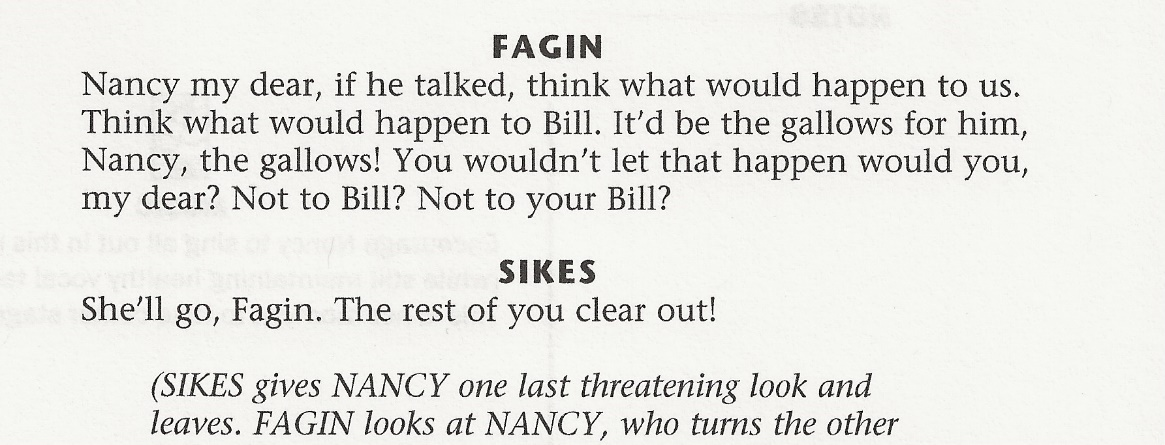 FAGIN
Nancy my dear, if he talked, think what would happen to us.
Think what would happen to Bill. It'd be the gallows for him,
Nancy, the gallows! You wouldn't let that happen would you,
my dear? Not to Bill? Not to your Bill?
SIKES
She'll go, Fagin. The rest of you clear out!
(SIKES gives NANCY one last threatening look and
leaves. FAGIN looks at NANCY, who turns the other